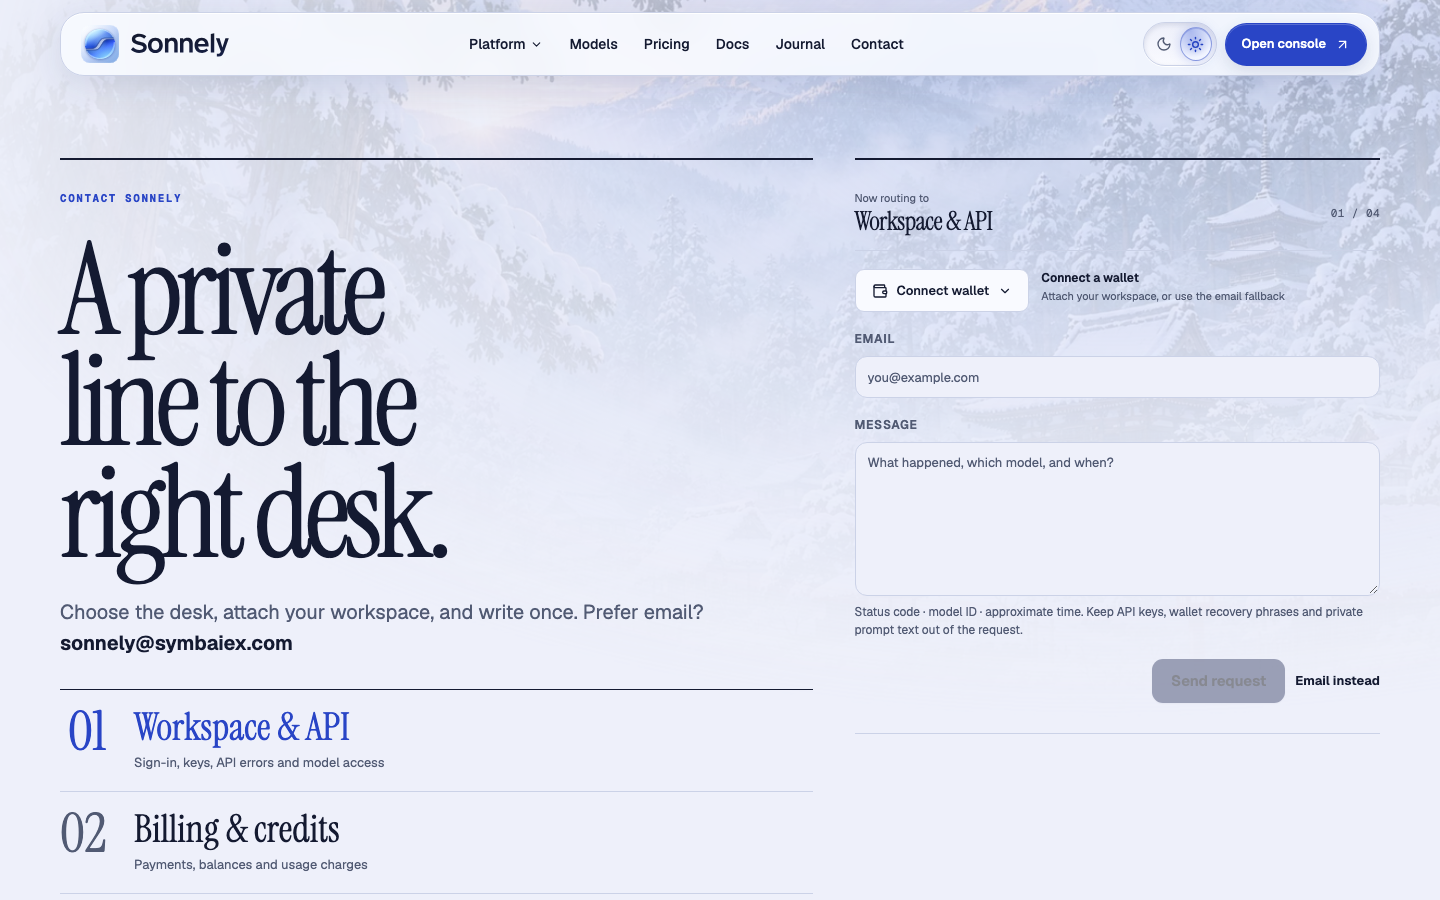 Sonnely
Platform
Models
Pricing
Docs
Journal
Contact
Open console
CONTACT SONNELY
A private
line to the
right desk.
Choose the desk, attach your workspace, and write once. Prefer email?
sonnely@symbaiex.com
01
Workspace & API
Sign-in, keys, API errors and model access
02
Billing & credits
Payments, balances and usage charges
Now routing to
Workspace & API
01 / 04
Connect wallet
Connect a wallet
Attach your workspace, or use the email fallback
EMAIL
you@example.com
MESSAGE
What happened, which model, and when?
Status code · model ID · approximate time. Keep API keys, wallet recovery phrases and private
prompt text out of the request.
Send request
Email instead